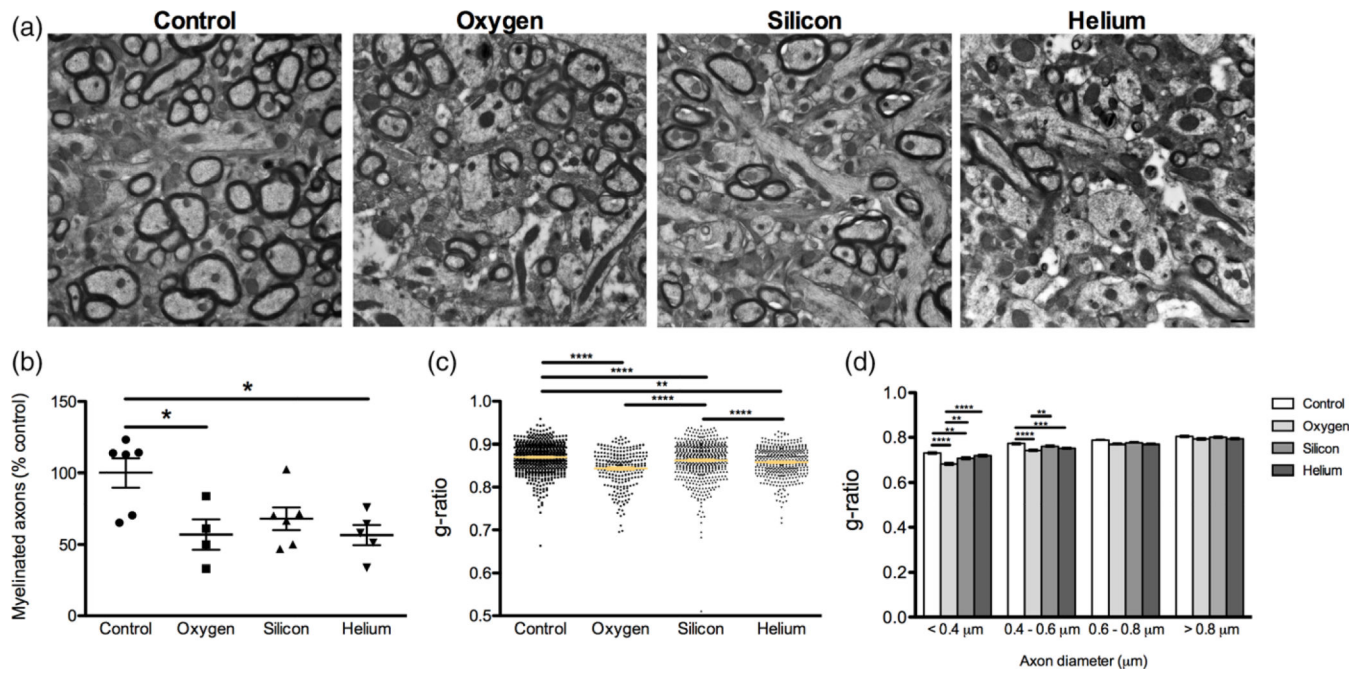 (a)
Control Oxygen Silicon Helium
(b)
Myelinated axons (% control)
150
100
50
0
*
*
Control Oxygen Silicon Helium
(c)
g-ratio
1.0
0.9
0.8
0.7
0.6
0.5
****
****
**
****
****
Control Oxygen Silicon Helium
(d)
g-ratio
1.0
0.8
0.6
0.4
0.2
0.0
****
**
**
****
**
***
****
< 0.4 μm 0.4 - 0.6 μm 0.6 - 0.8 μm > 0.8 μm
Axon diameter (μm)
Control
Oxygen
Silicon
Helium